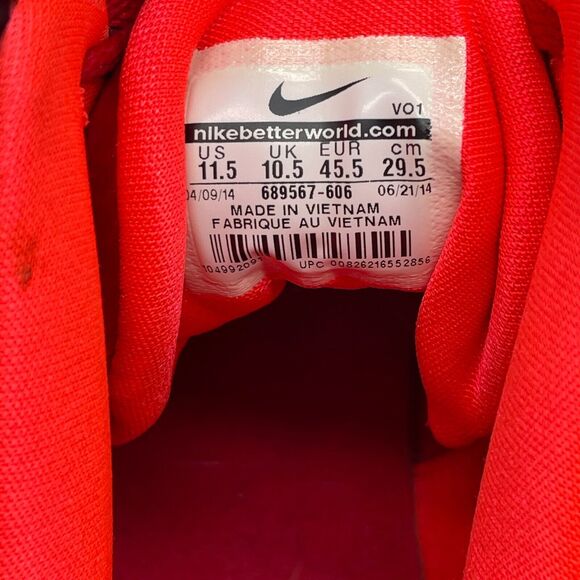 VO1
nikebetterworld.com
US UK EUR cm
11.5 10.5 45.5 29.5
04/09/14 689567-606 06/21/14
MADE IN VIETNAM
FABRIQUE AU VIETNAM
UPC 00826216552856